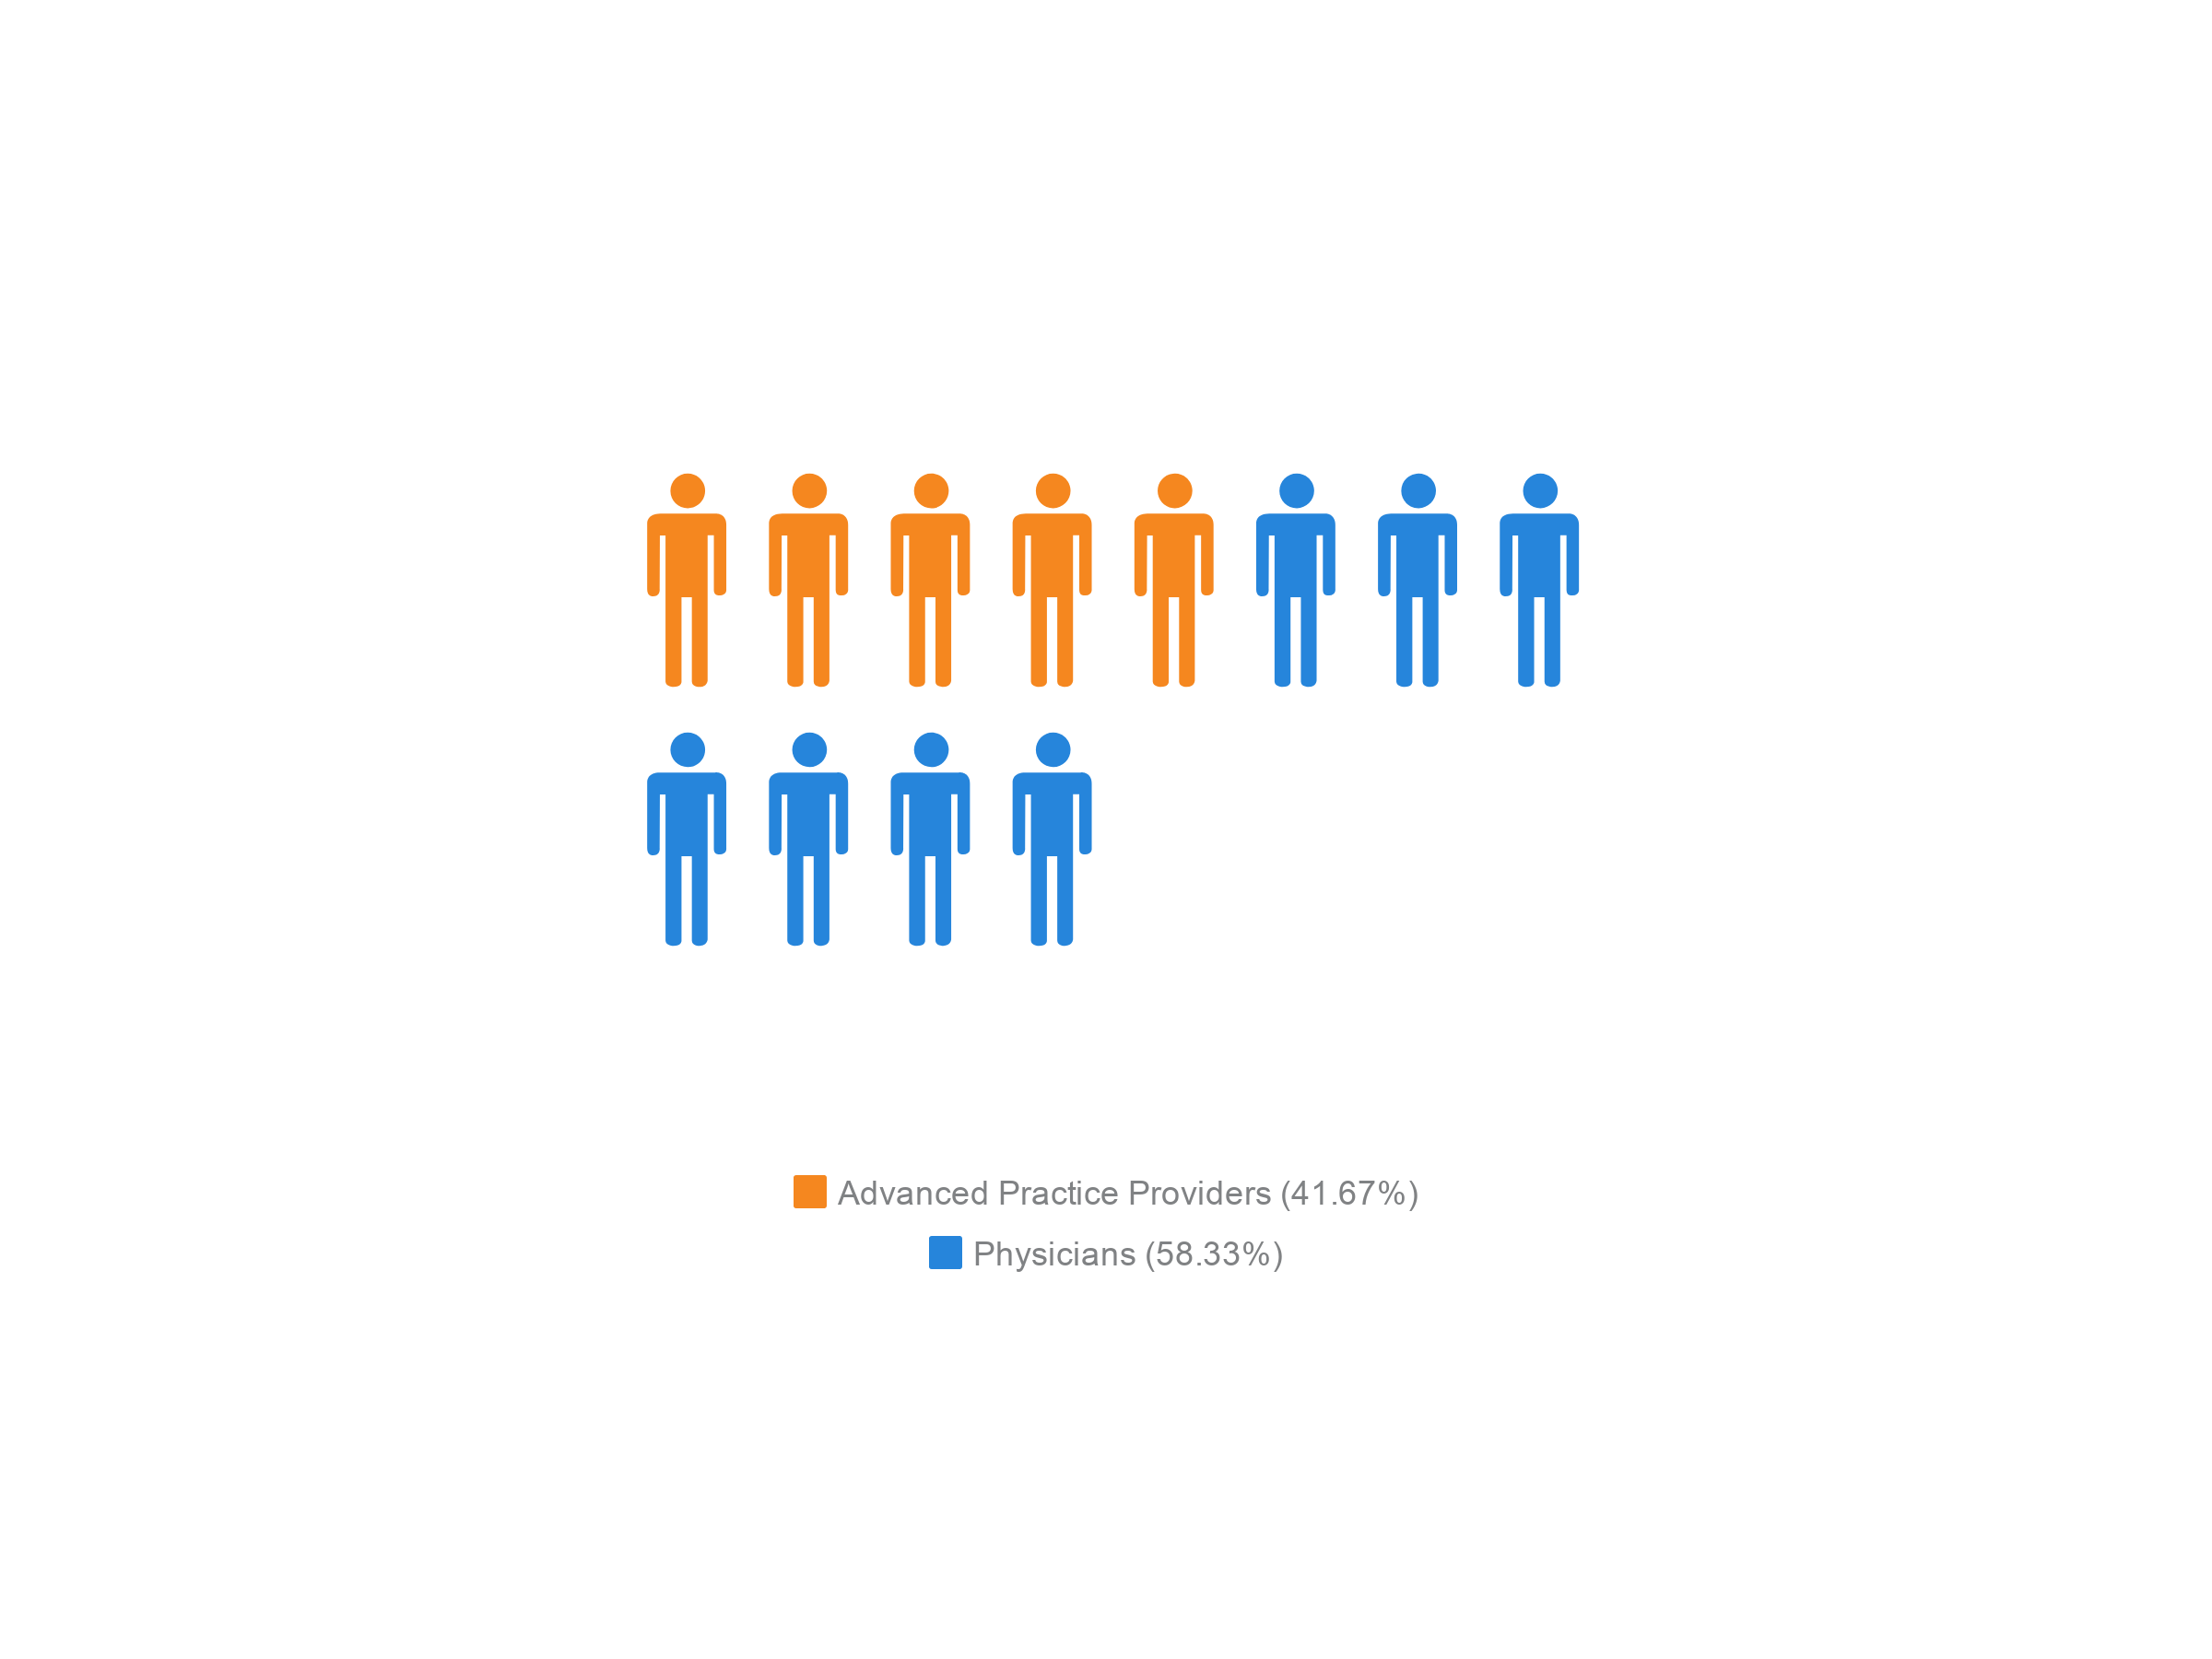 Advanced Practice Providers (41.67%)
Physicians (58.33%)